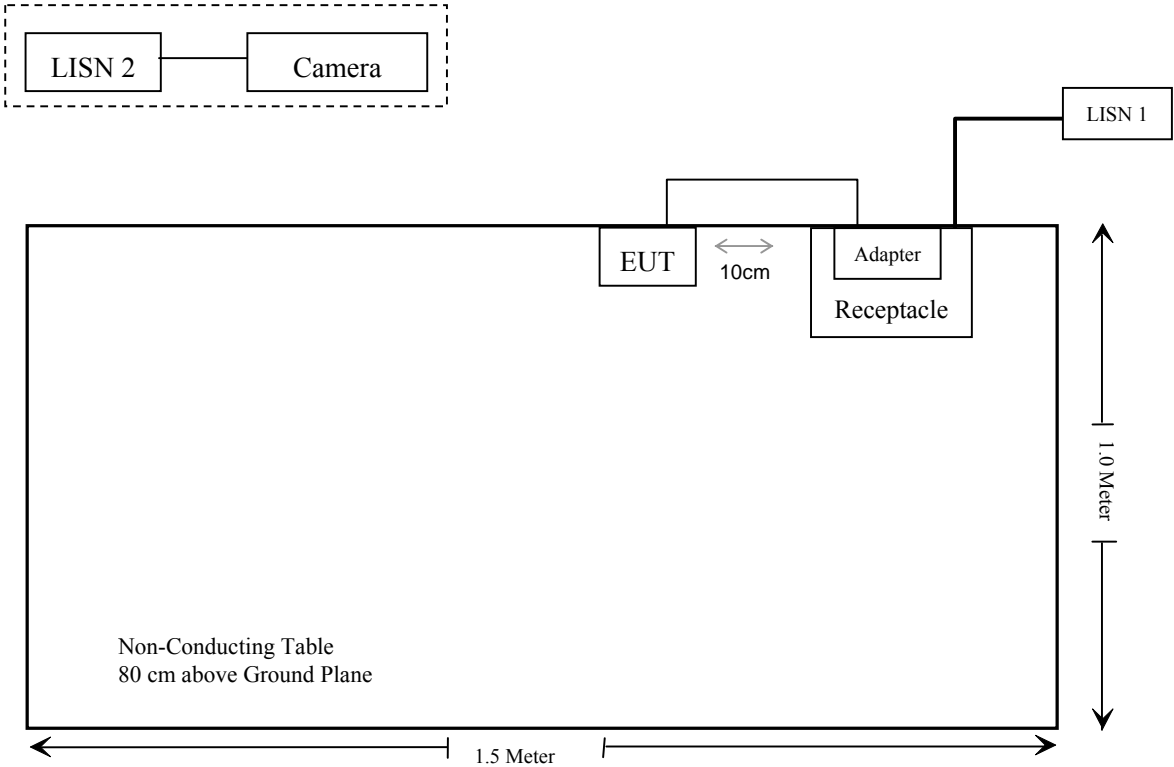 LISN 2
Camera
LISN 1
EUT
10cm
Adapter
Receptacle
1.0 Meter
Non-Conducting Table
80 cm above Ground Plane
1.5 Meter